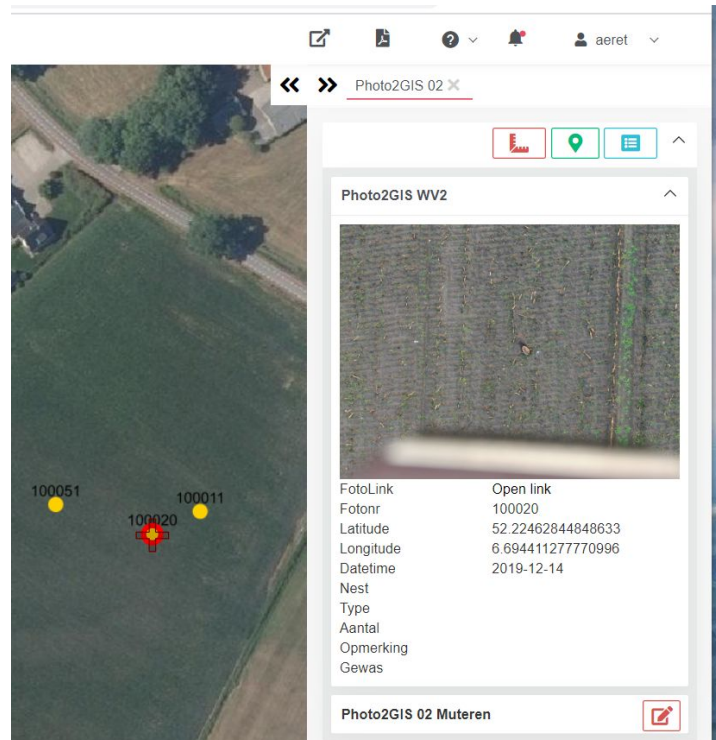 aeret
Photo2GIS 02
Photo2GIS WV2
100051
100011
100020
FotoLink Open link
Fotonr 100020
Latitude 52.22462844848633
Longitude 6.694411277770996
Datetime 2019-12-14
Nest
Type
Aantal
Opmerking
Gewas
Photo2GIS 02 Muteren